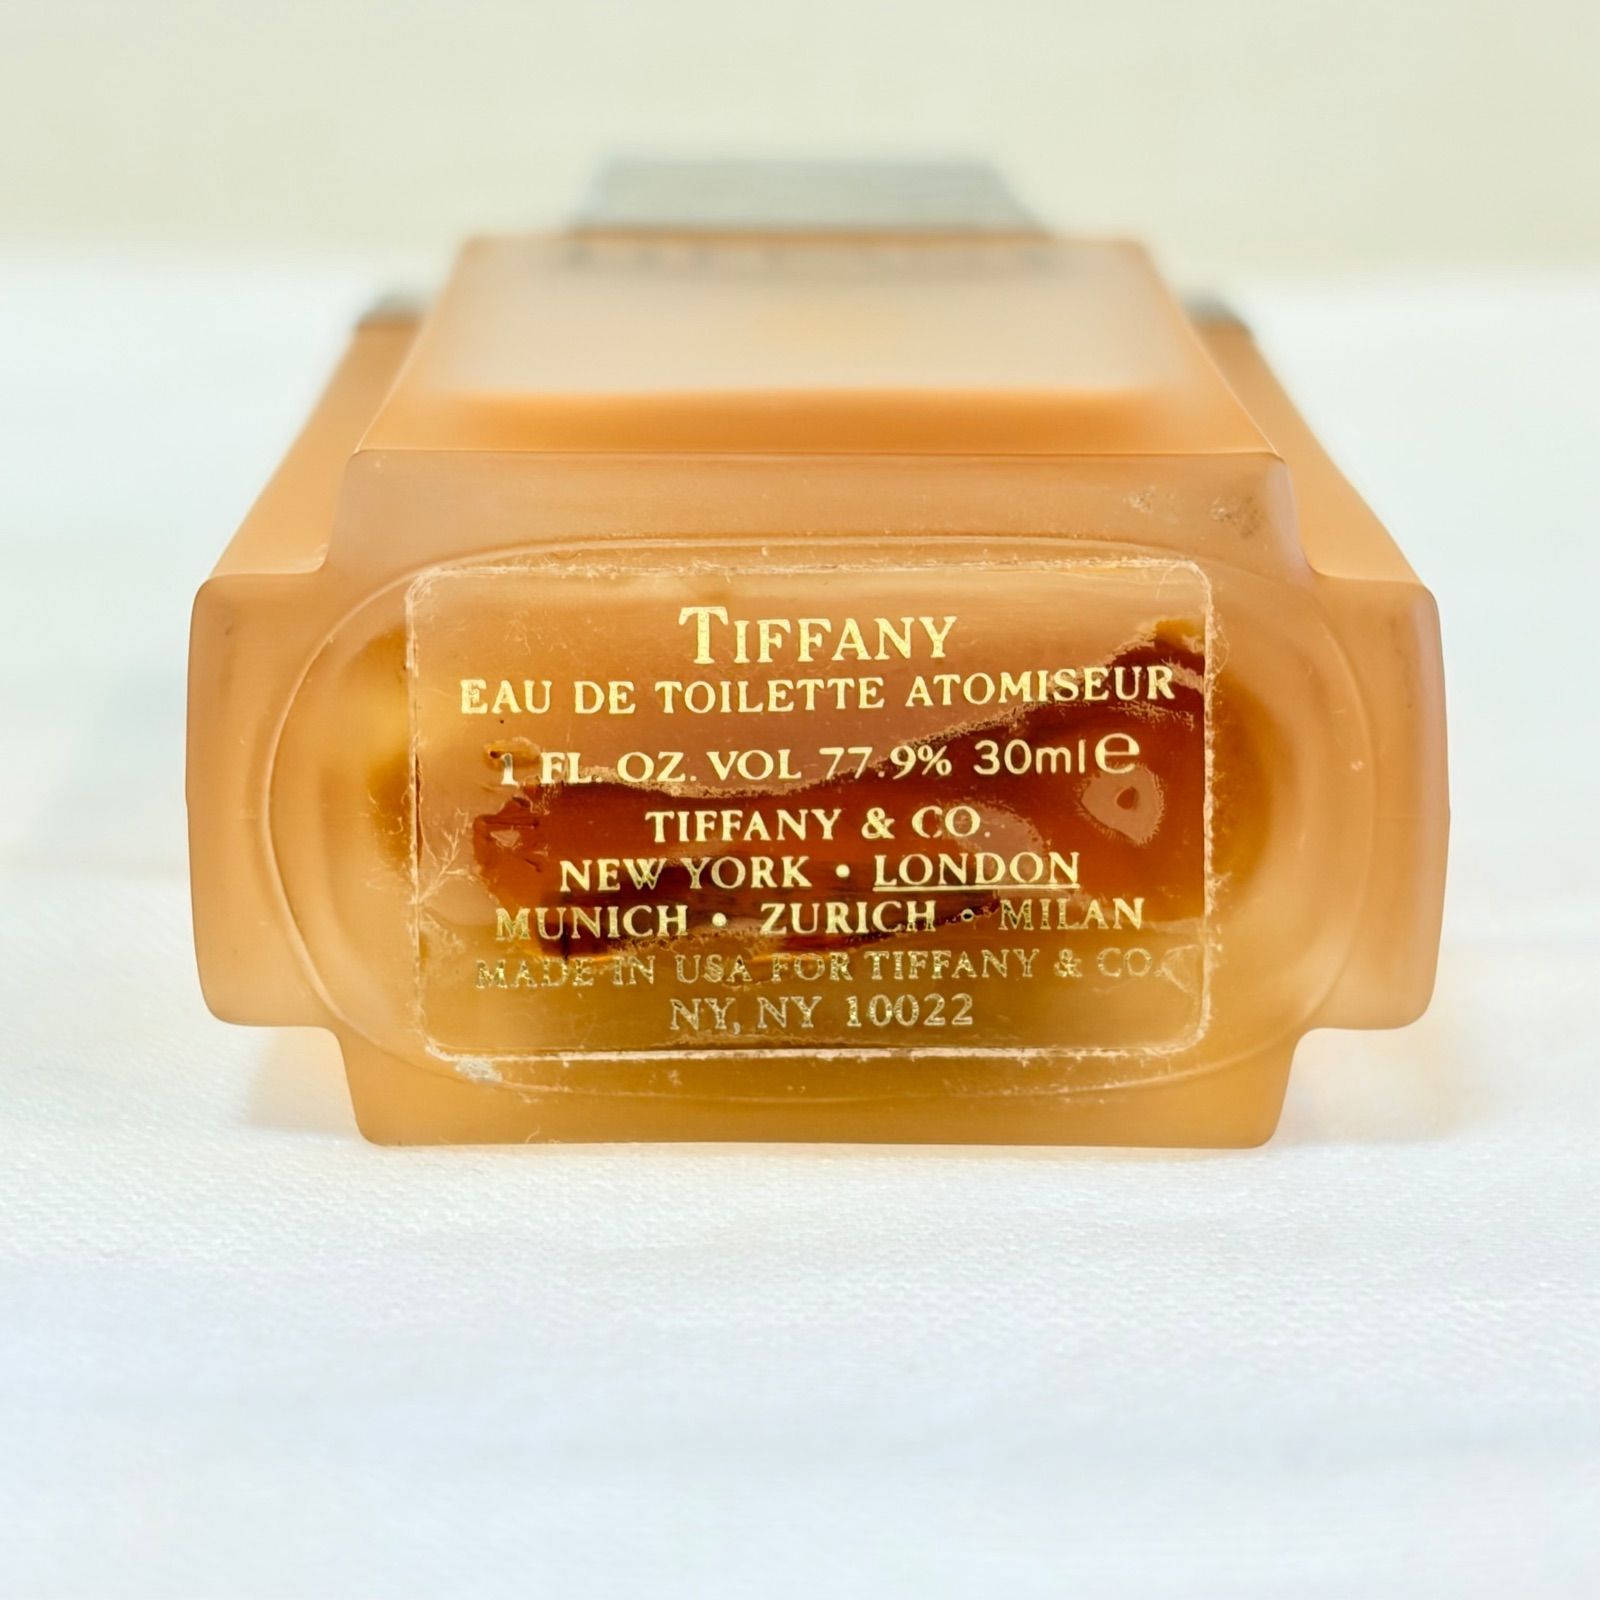 TIFFANY
EAU DE TOILETTE ATOMISEUR
1 FL. OZ. VOL 77.9% 30ml℮
TIFFANY & CO.
NEW YORK • LONDON
MUNICH • ZURICH • MILAN
MADE IN USA FOR TIFFANY & CO.
NY, NY 10022